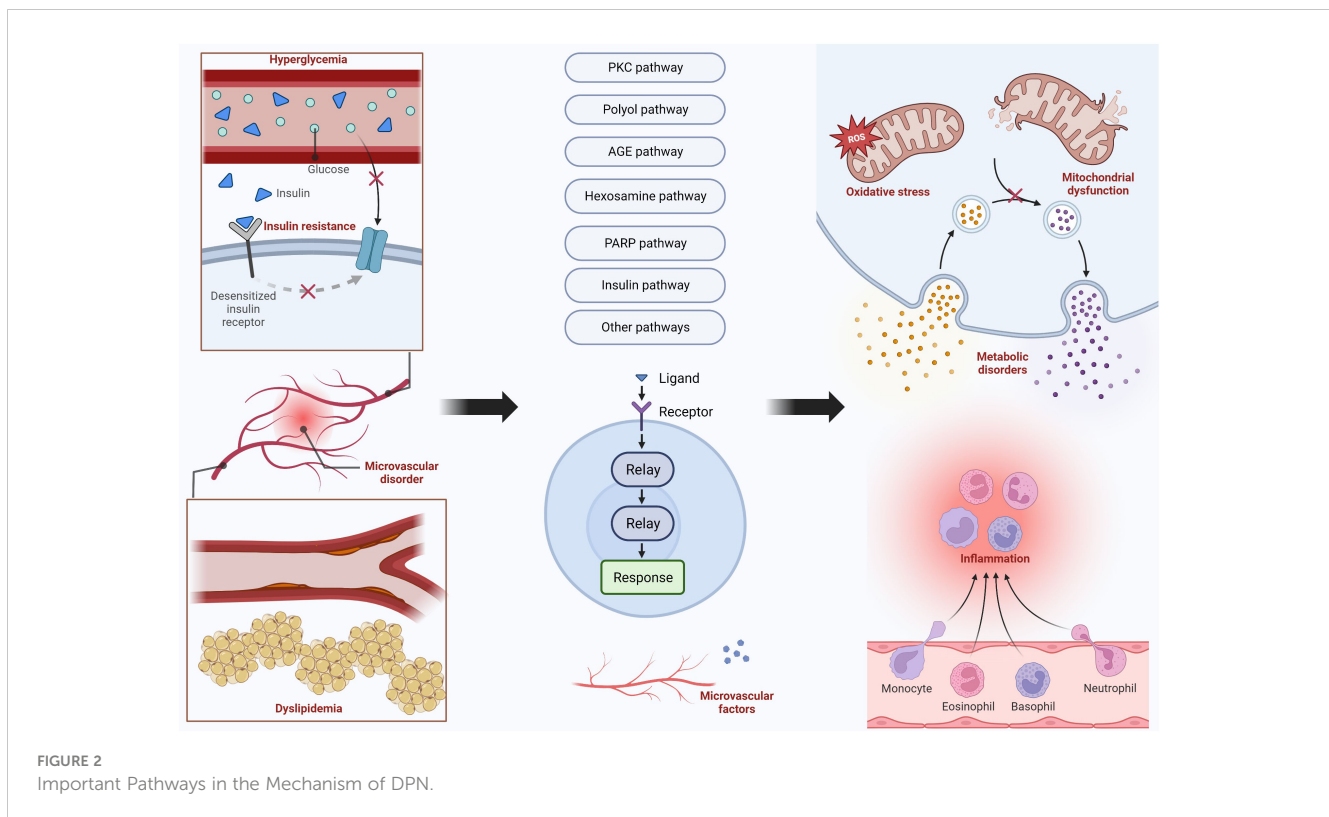 Hyperglycemia
Glucose
Insulin
Insulin resistance
Desensitized
insulin
receptor
Microvascular
disorder
Dyslipidemia
PKC pathway
Polyol pathway
AGE pathway
Hexosamine pathway
PARP pathway
Insulin pathway
Other pathways
Ligand
Receptor
Relay
Relay
Response
Microvascular
factors
ROS
Oxidative stress
Mitochondrial
dysfunction
Metabolic
disorders
Inflammation
Monocyte
Eosinophil
Basophil
Neutrophil
FIGURE 2
Important Pathways in the Mechanism of DPN.